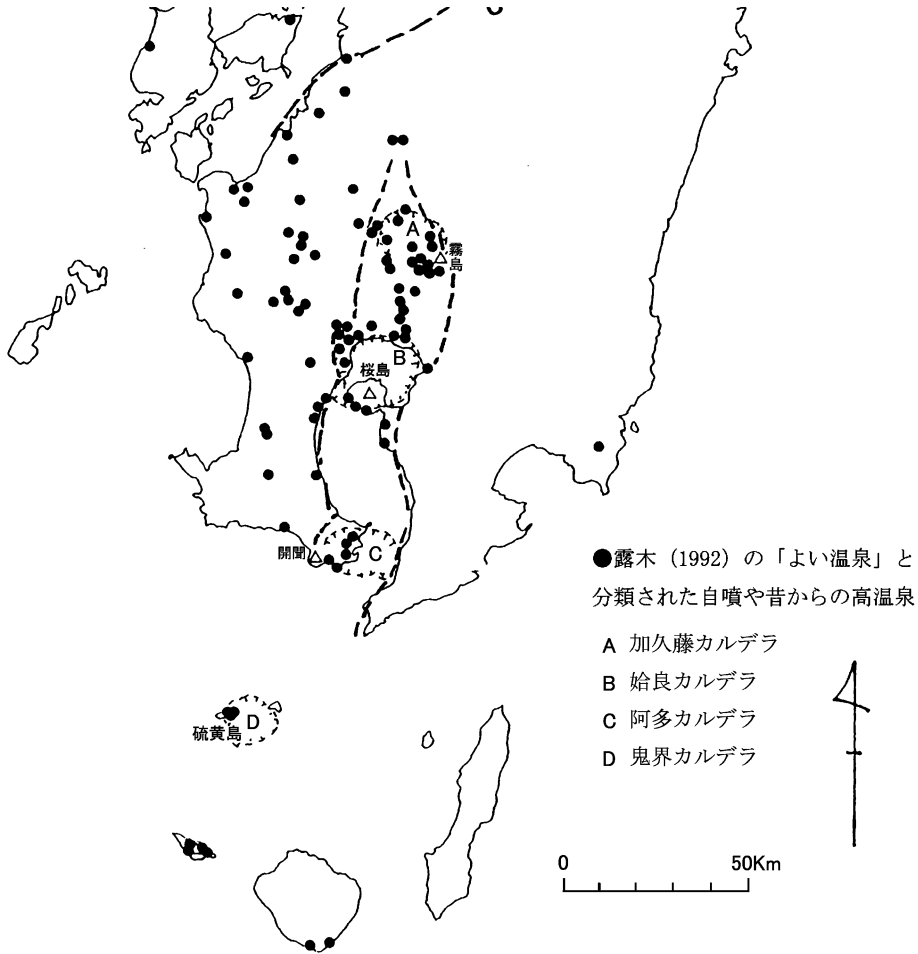 A
霧島
B
桜島
開聞
C
●露木（1992）の「よい温泉」と
分類された自噴や昔からの高温泉
A 加久藤カルデラ
B 姶良カルデラ
C 阿多カルデラ
D 鬼界カルデラ
D
硫黄島
0 50Km